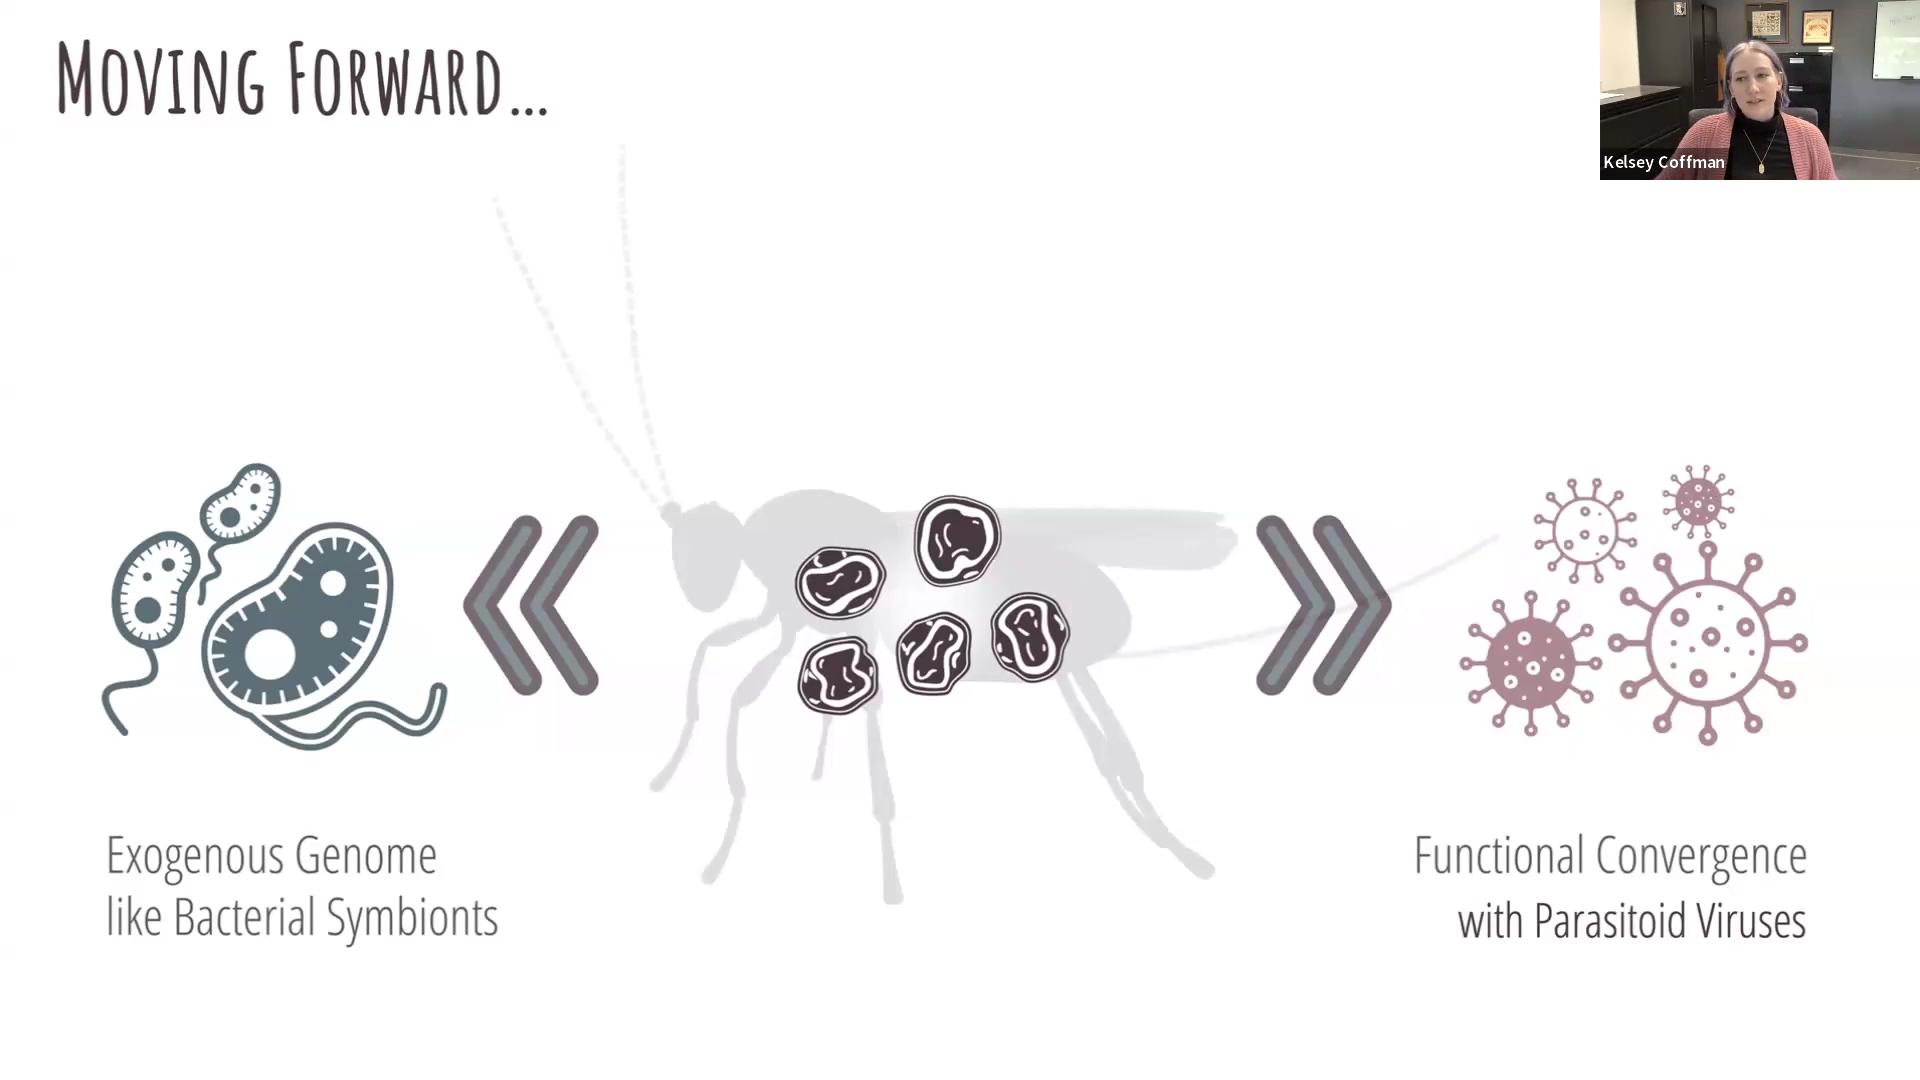 Moving Forward...
Kelsey Coffman
Exogenous Genome
like Bacterial Symbionts
Functional Convergence
with Parasitoid Viruses